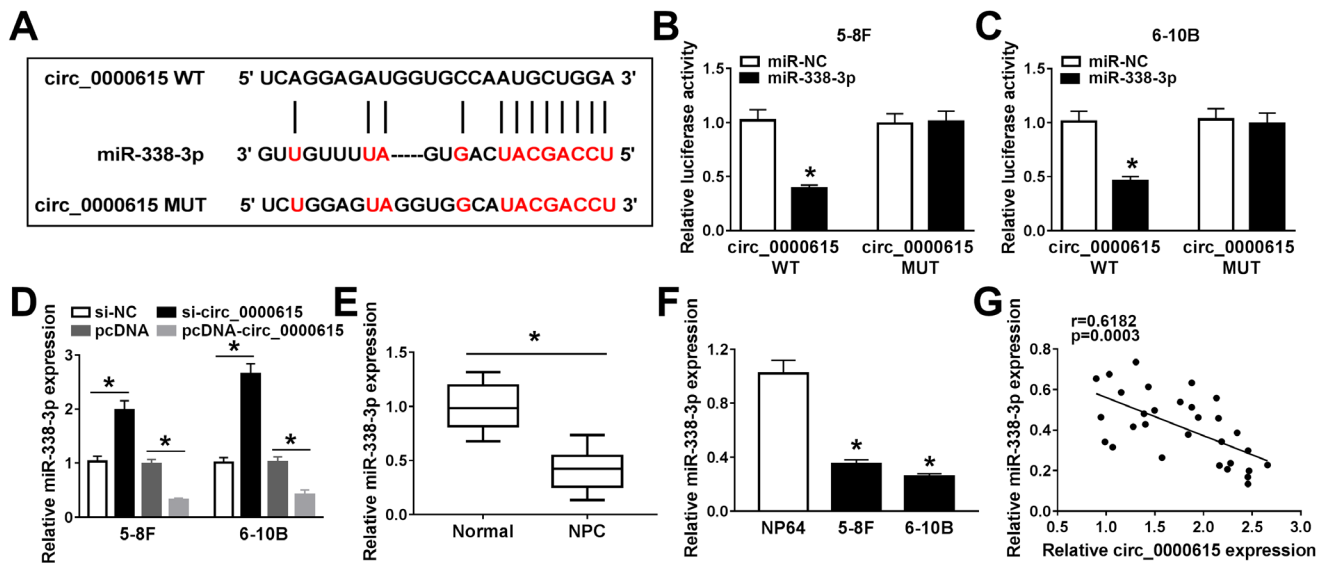 A
circ_0000615 WT 5' UCAGGAGAUGGUGCCAAUGCUGGA 3'
miR-338-3p 3' GUUGUUUUA-----GUGACUACGACCU 5'
circ_0000615 MUT 5' UCUGGAGUAGGUGGCAUACGACCU 3'
B
5-8F
miR-NC
miR-338-3p
Relative luciferase activity
1.5
1.0
0.5
0.0
*
circ_0000615 WT
circ_0000615 MUT
C
6-10B
miR-NC
miR-338-3p
Relative luciferase activity
1.5
1.0
0.5
0.0
*
circ_0000615 WT
circ_0000615 MUT
D
si-NC si-circ_0000615
pcDNA pcDNA-circ_0000615
Relative miR-338-3p expression
3
2
1
0
* * * *
5-8F 6-10B
E
Relative miR-338-3p expression
1.5
1.0
0.5
0.0
*
Normal NPC
F
Relative miR-338-3p expression
1.2
0.8
0.4
0.0
* *
NP64 5-8F 6-10B
G
r=0.6182
p=0.0003
Relative miR-338-3p expression
0.8
0.6
0.4
0.2
0.0
1.0 1.5 2.0 2.5 3.0
Relative circ_0000615 expression